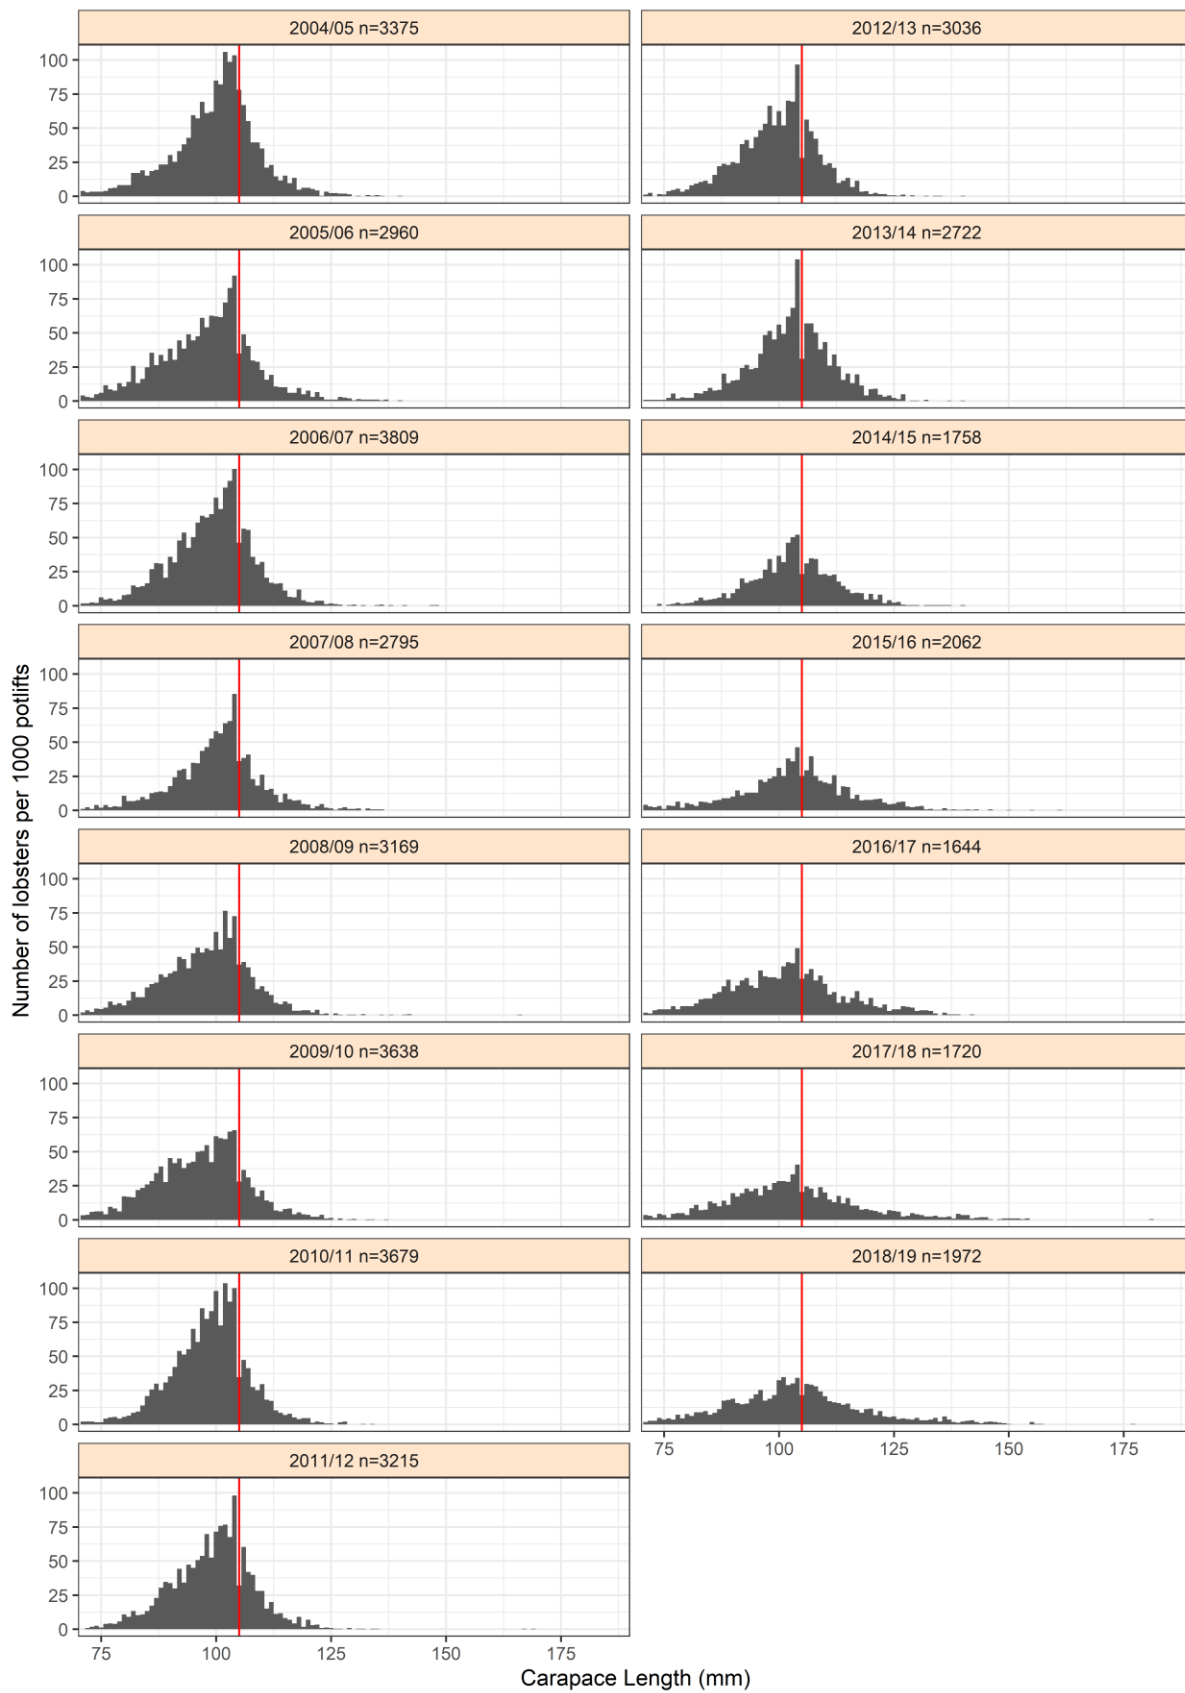 2004/05 n=3375
100
75
50
25
0
2005/06 n=2960
100
75
50
25
0
2006/07 n=3809
100
75
50
25
0
2007/08 n=2795
100
75
50
25
0
2008/09 n=3169
100
75
50
25
0
2009/10 n=3638
100
75
50
25
0
2010/11 n=3679
100
75
50
25
0
2011/12 n=3215
100
75
50
25
0
75 100 125 150 175
2012/13 n=3036
2013/14 n=2722
2014/15 n=1758
2015/16 n=2062
2016/17 n=1644
2017/18 n=1720
2018/19 n=1972
75 100 125 150 175
Number of lobsters per 1000 potlifts
Carapace Length (mm)